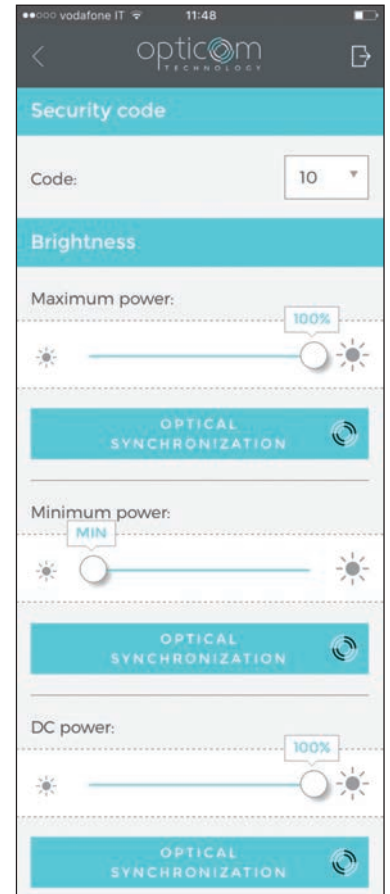 vodafone IT 11:48
opticom
TECHNOLOGY
Security code
Code: 10
Brightness
Maximum power:
100%
OPTICAL
SYNCHRONIZATION
Minimum power:
MIN
OPTICAL
SYNCHRONIZATION
DC power:
100%
OPTICAL
SYNCHRONIZATION